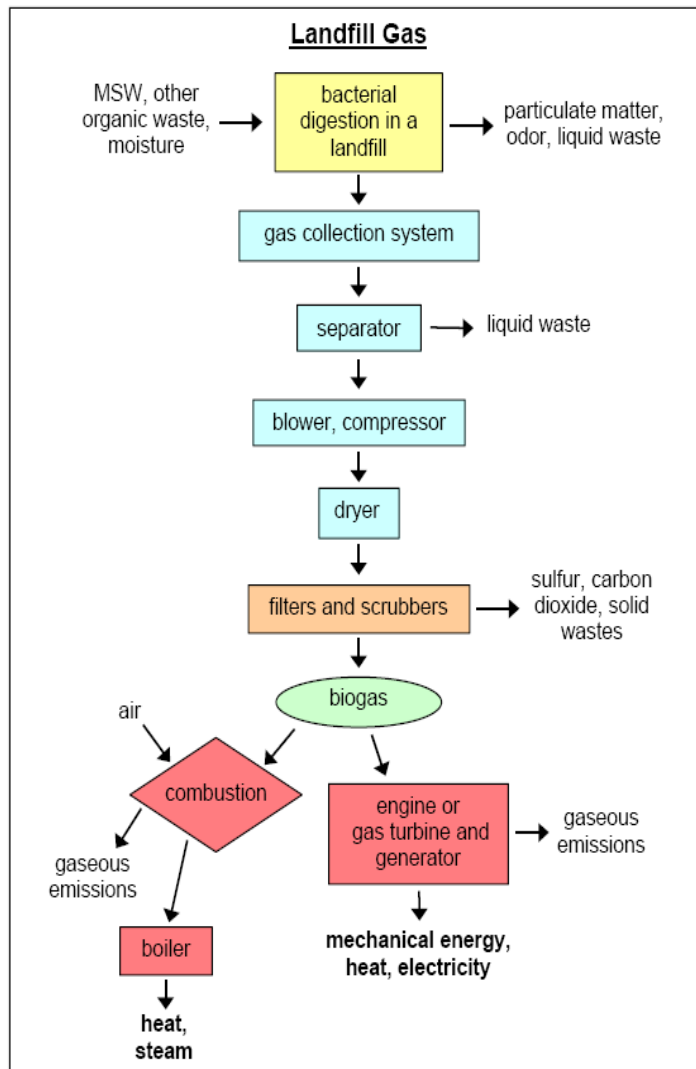 Landfill Gas
MSW, other
organic waste,
moisture
bacterial
digestion in a
landfill
particulate matter,
odor, liquid waste
gas collection system
separator
liquid waste
blower, compressor
dryer
filters and scrubbers
sulfur, carbon
dioxide, solid
wastes
biogas
air
combustion
gaseous
emissions
engine or
gas turbine and
generator
gaseous
emissions
boiler
mechanical energy,
heat, electricity
heat,
steam